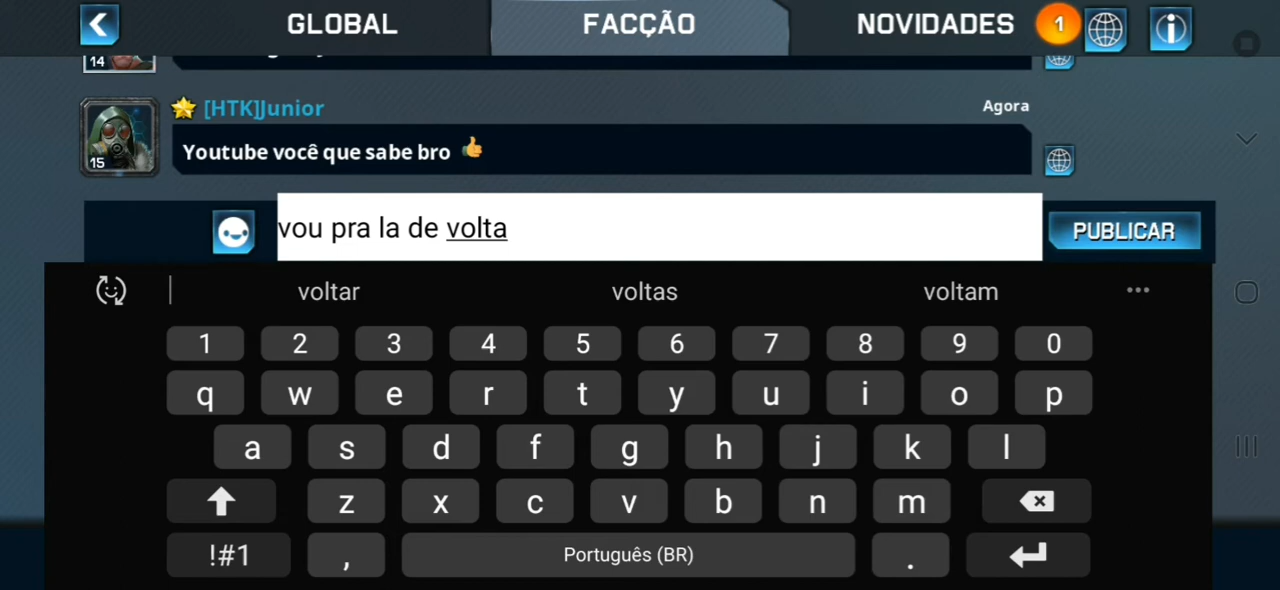 GLOBAL
FACÇÃO
NOVIDADES
1
14
[HTK]Junior
Agora
15
Youtube você que sabe bro 👍
vou pra la de volta
PUBLICAR
voltar voltas voltam
1 2 3 4 5 6 7 8 9 0
q w e r t y u i o p
a s d f g h j k l
z x c v b n m
!#1 , Português (BR) .